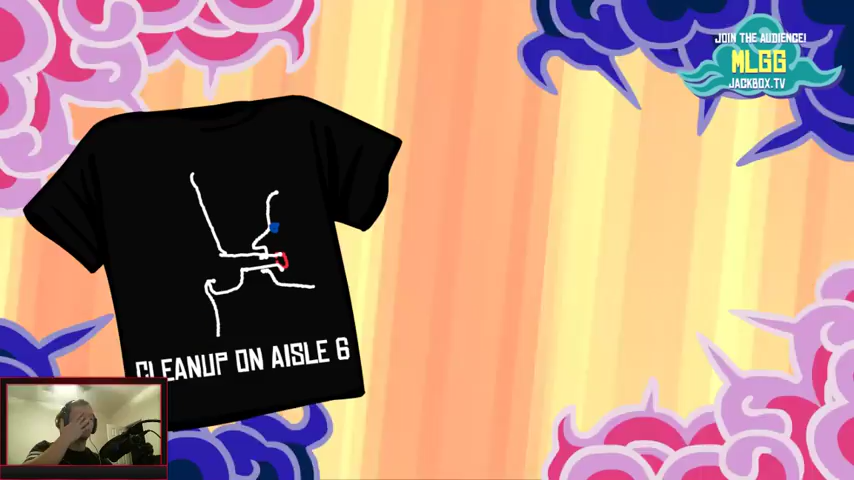 JOIN THE AUDIENCE!
MLGG
JACKBOX.TV
CLEANUP ON AISLE 6